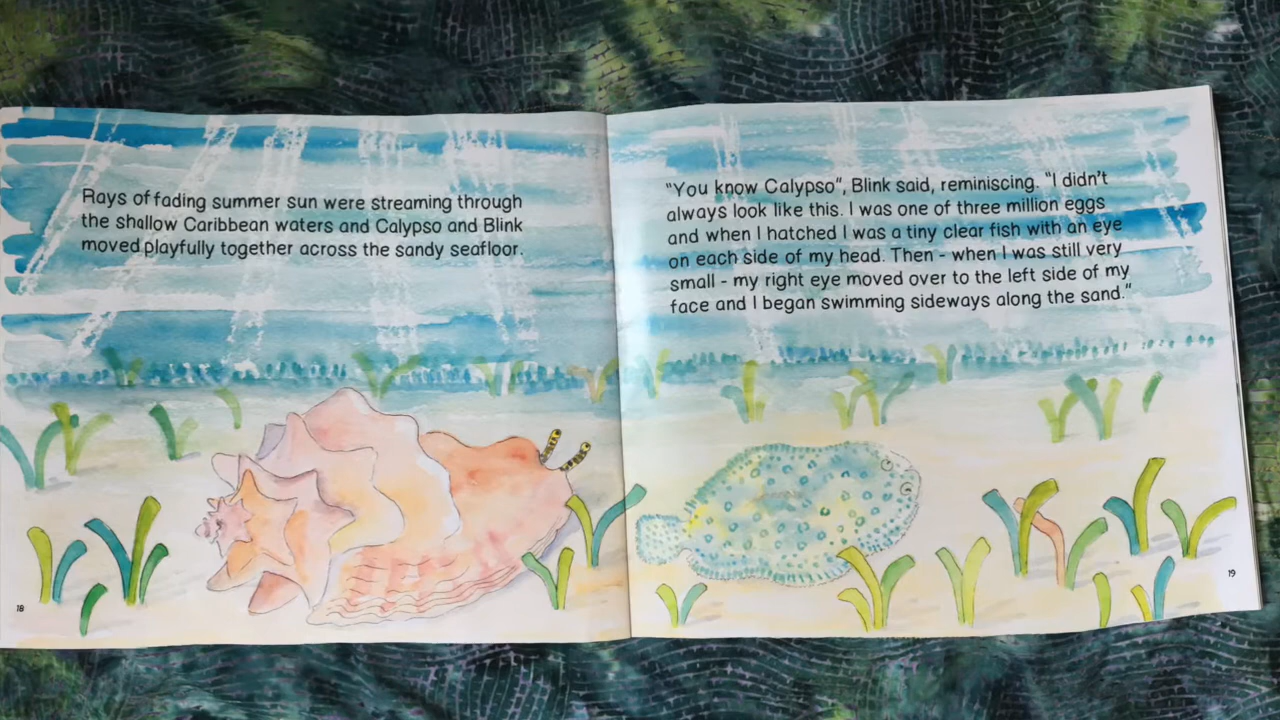 Rays of fading summer sun were streaming through
the shallow Caribbean waters and Calypso and Blink
moved playfully together across the sandy seafloor.
18
“You know Calypso”, Blink said, reminiscing. “I didn’t
always look like this. I was one of three million eggs
and when I hatched I was a tiny clear fish with an eye
on each side of my head. Then - when I was still very
small - my right eye moved over to the left side of my
face and I began swimming sideways along the sand.”
19